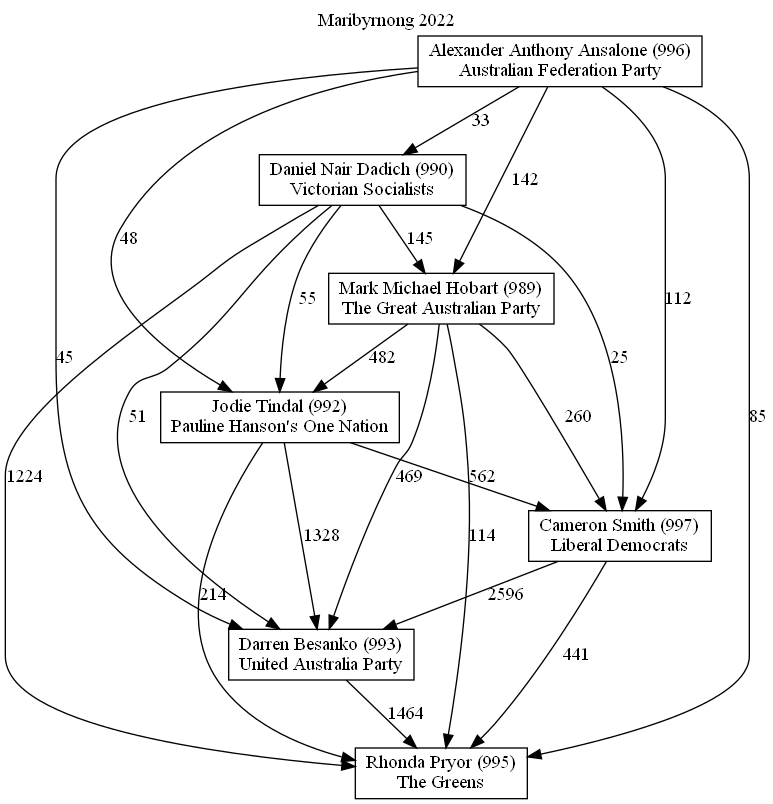 Maribyrnong 2022
Alexander Anthony Ansalone (996)
Australian Federation Party
33
Daniel Nair Dadich (990)
Victorian Socialists
142
48
145
Mark Michael Hobart (989)
The Great Australian Party
55
112
45
482
25
Jodie Tindal (992)
Pauline Hanson's One Nation
51
260
85
1224
469
562
Cameron Smith (997)
Liberal Democrats
1328
114
214
2596
Darren Besanko (993)
United Australia Party
441
1464
Rhonda Pryor (995)
The Greens